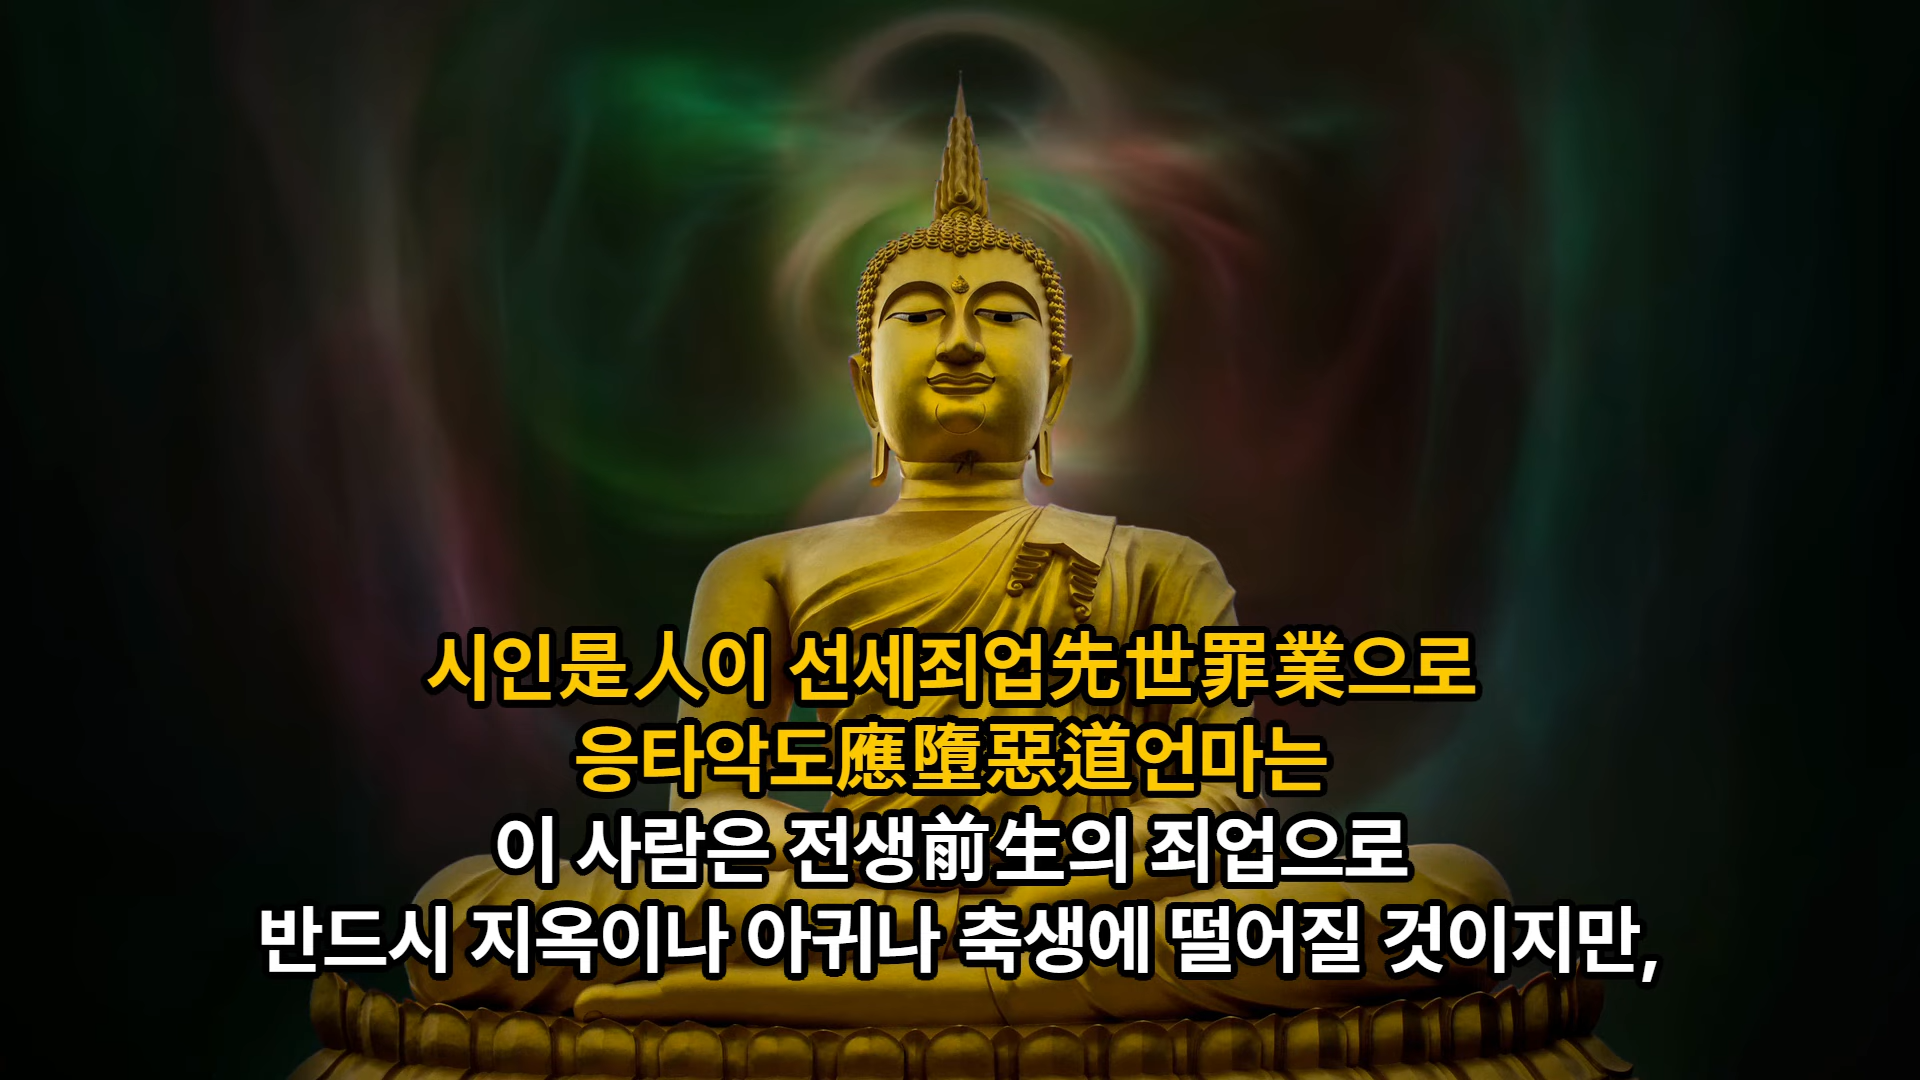 시인是人이 선세죄업先世罪業으로
응타악도應墮惡道언마는
이 사람은 전생前生의 죄업으로
반드시 지옥이나 아귀나 축생에 떨어질 것이지만,